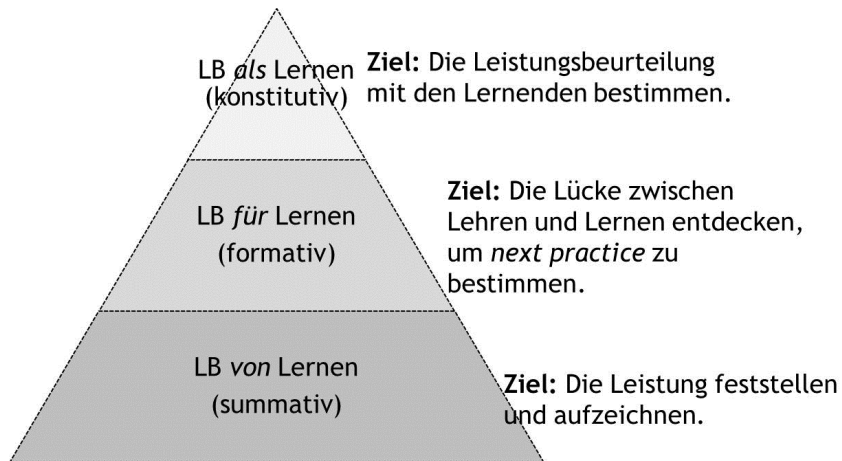 LB als Lernen
(konstitutiv)
Ziel: Die Leistungsbeurteilung
mit den Lernenden bestimmen.
LB für Lernen
(formativ)
Ziel: Die Lücke zwischen
Lehren und Lernen entdecken,
um next practice zu
bestimmen.
LB von Lernen
(summativ)
Ziel: Die Leistung feststellen
und aufzeichnen.